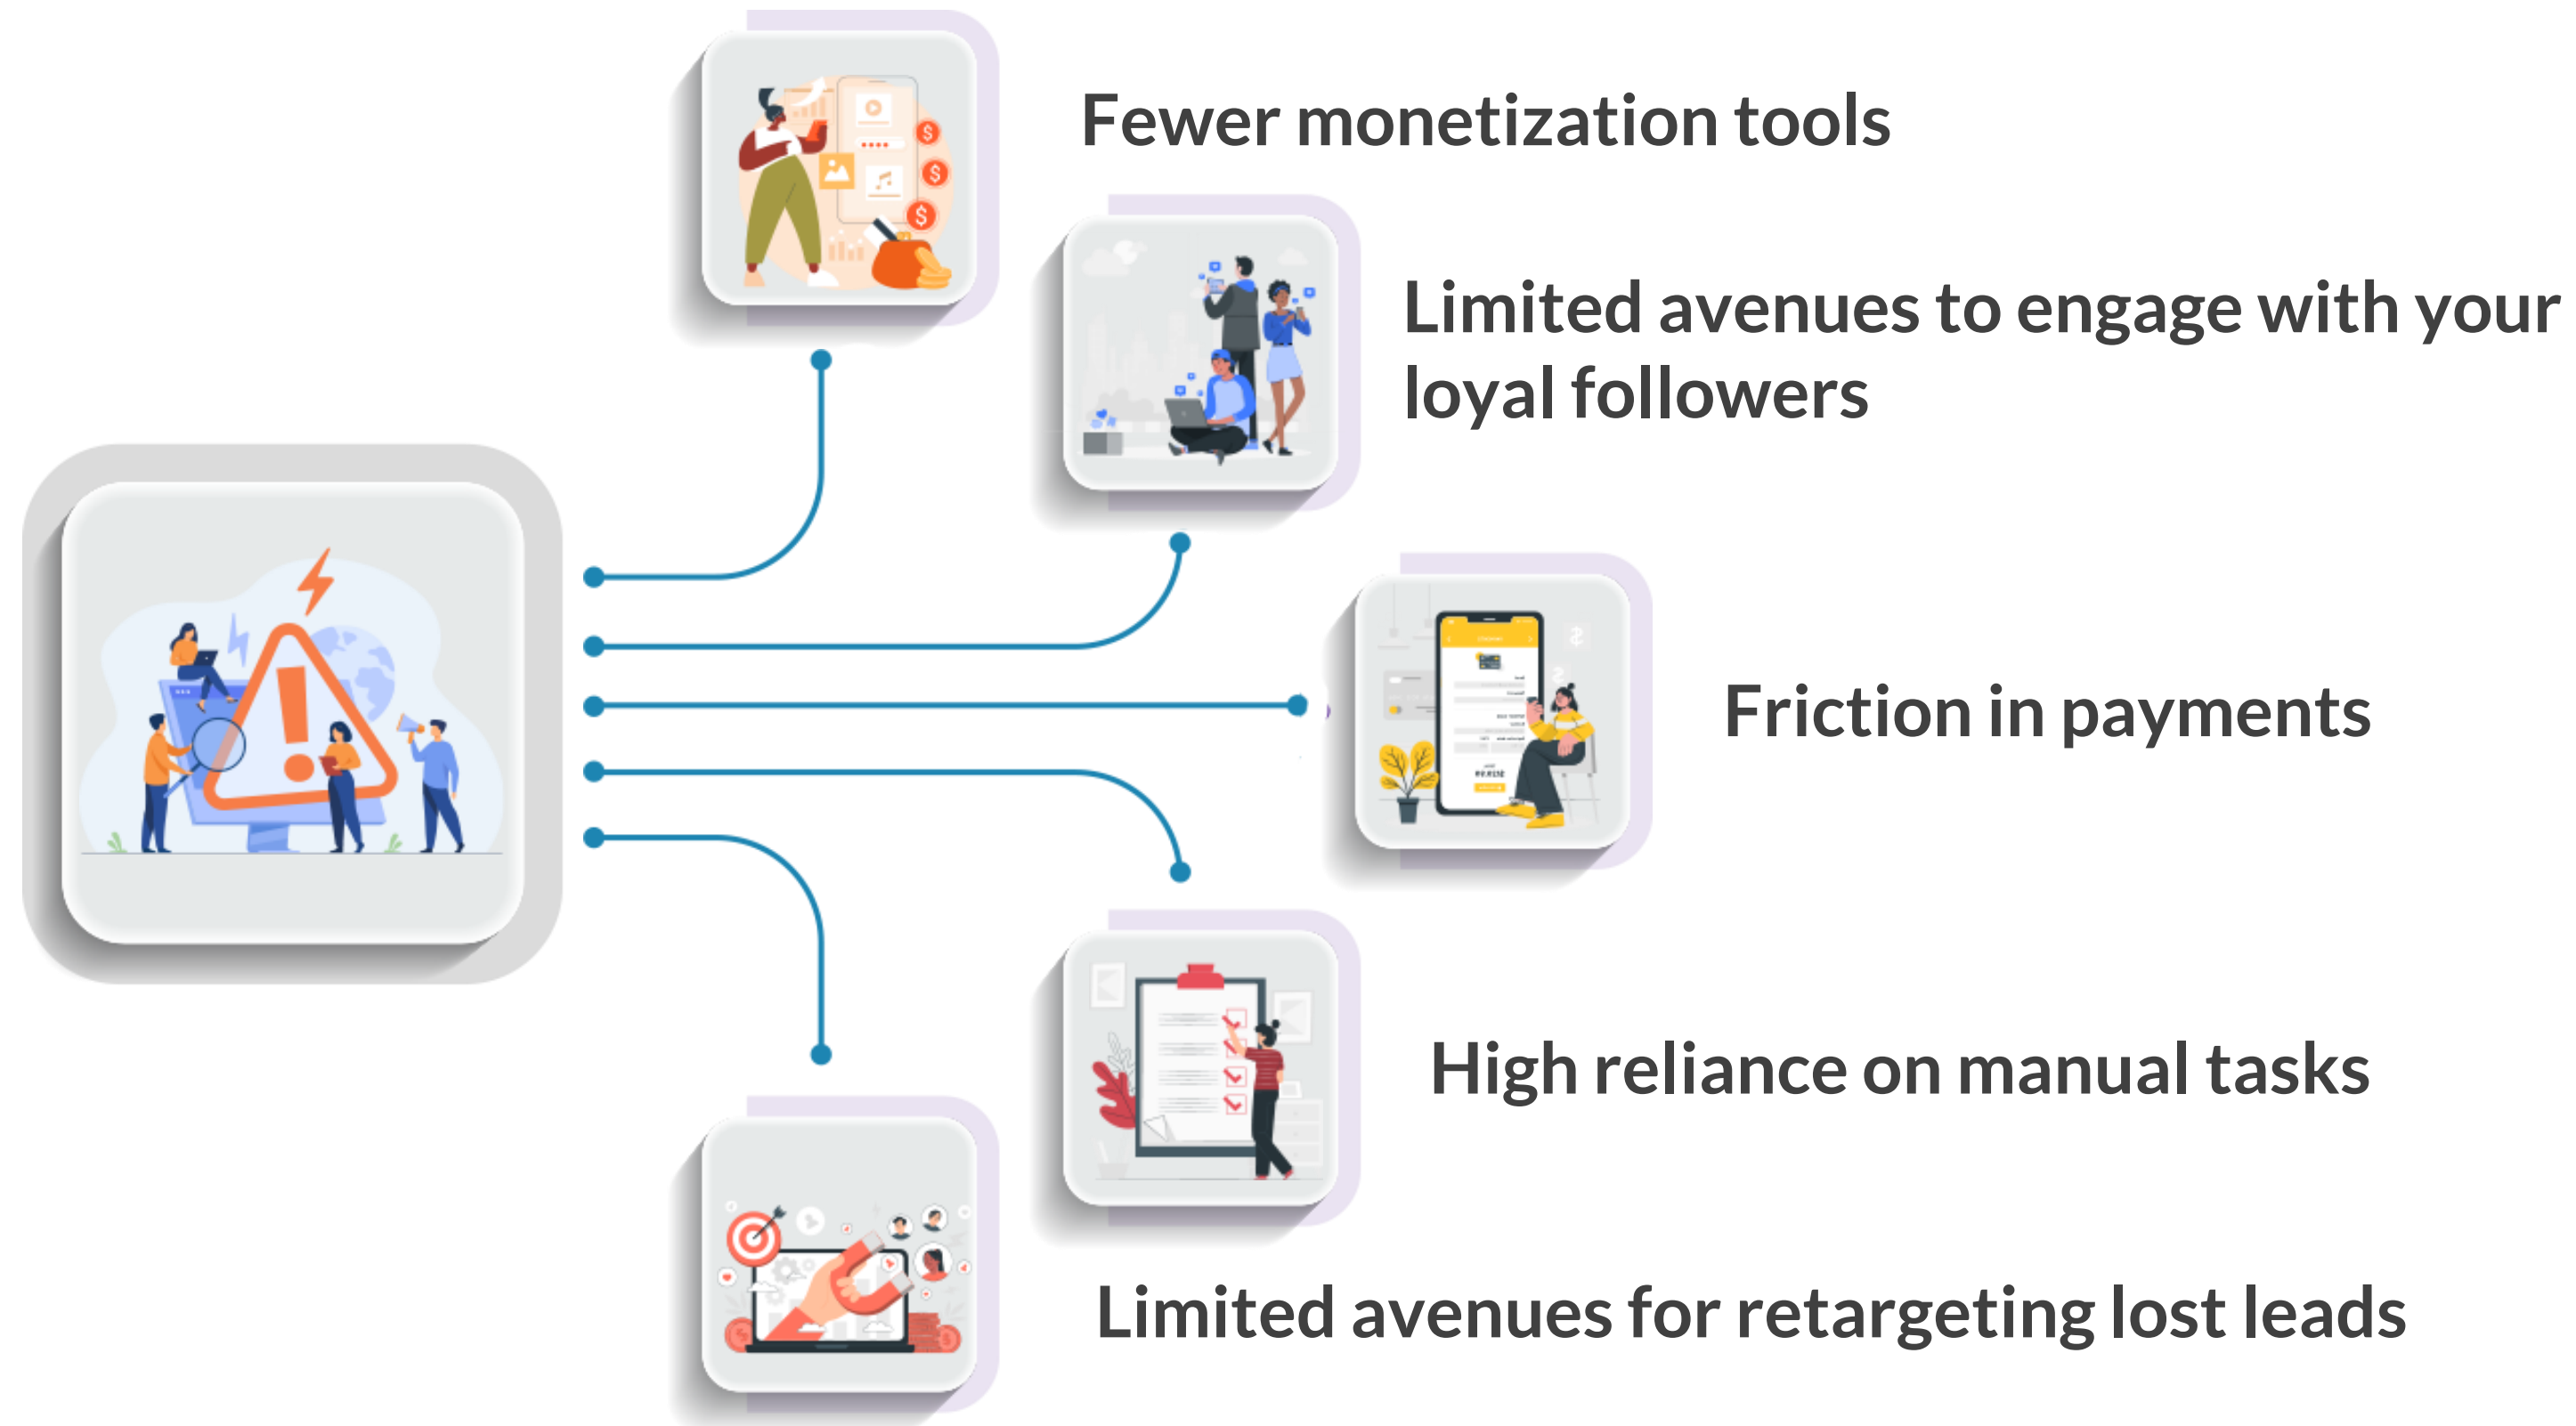 Fewer monetization tools
Limited avenues to engage with your
loyal followers
Friction in payments
High reliance on manual tasks
Limited avenues for retargeting lost leads